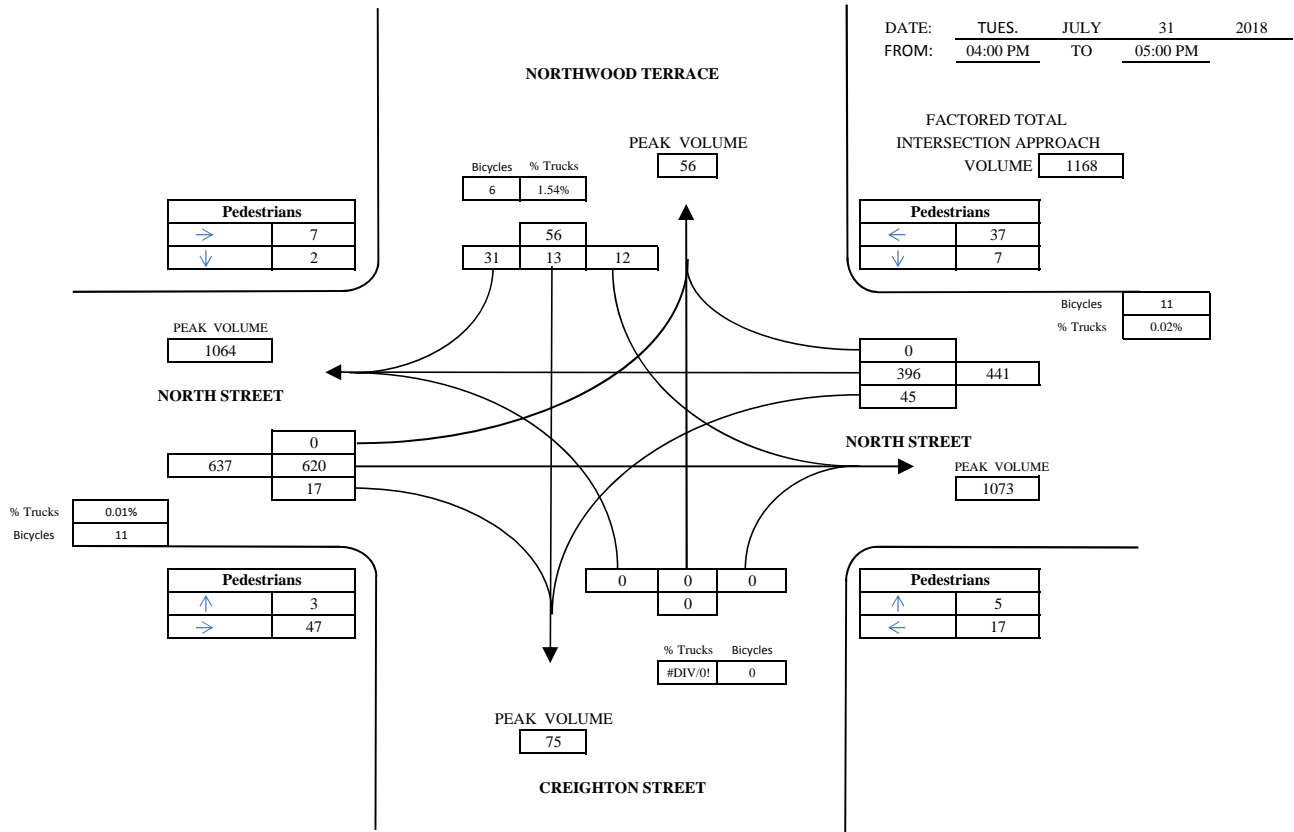 DATE: TUES. JULY 31 2018
FROM: 04:00 PM TO 05:00 PM
NORTHWOOD TERRACE
FACTORED TOTAL
INTERSECTION APPROACH
VOLUME 1168
PEAK VOLUME
56
Bicycles % Trucks
6 1.54%
Pedestrians
7
2
56
31 13 12
Pedestrians
37
7
Bicycles 11
% Trucks 0.02%
PEAK VOLUME
1064
NORTH STREET
0
396 441
45
0
637 620
17
NORTH STREET
PEAK VOLUME
1073
% Trucks 0.01%
Bicycles 11
Pedestrians
3
47
0 0 0
0
Pedestrians
5
17
% Trucks Bicycles
#DIV/0! 0
PEAK VOLUME
75
CREIGHTON STREET